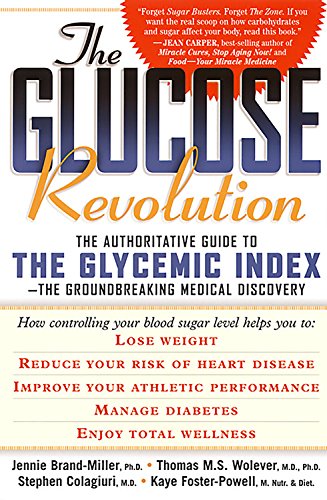 "Forget Sugar Busters. Forget The Zone. If you
want the real scoop on how carbohydrates
and sugar affect your body, read this book."
—JEAN CARPER, best-selling author of
Miracle Cures, Stop Aging Now! and
Food—Your Miracle Medicine
The
GLUCOSE
Revolution
THE AUTHORITATIVE GUIDE TO
THE GLYCEMIC INDEX
—THE GROUNDBREAKING MEDICAL DISCOVERY
How controlling your blood sugar level helps you to:
LOSE WEIGHT
REDUCE YOUR RISK OF HEART DISEASE
IMPROVE YOUR ATHLETIC PERFORMANCE
MANAGE DIABETES
ENJOY TOTAL WELLNESS
Jennie Brand-Miller, Ph.D. • Thomas M.S. Wolever, M.D., Ph.D.
Stephen Colagiuri, M.D. • Kaye Foster-Powell, M. Nutr. & Diet.